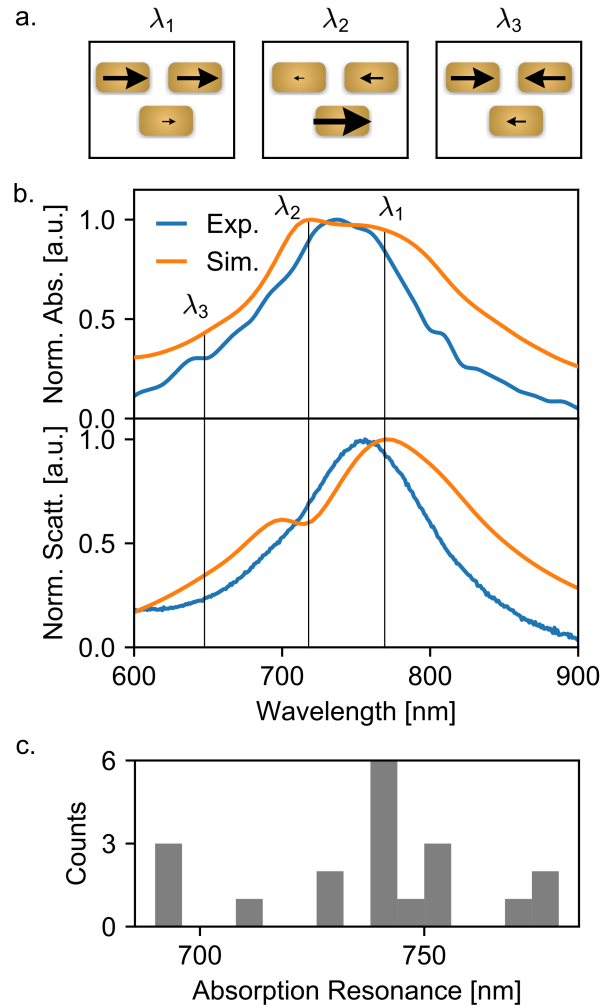 a.
λ1 λ2 λ3
b.
Norm. Abs. [a.u.]
1.0
0.5
0.0
Exp.
Sim.
λ2 λ1
λ3
Norm. Scatt. [a.u.]
1.0
0.5
0.0
600 700 800 900
Wavelength [nm]
c.
Counts
6
3
0
700 750
Absorption Resonance [nm]